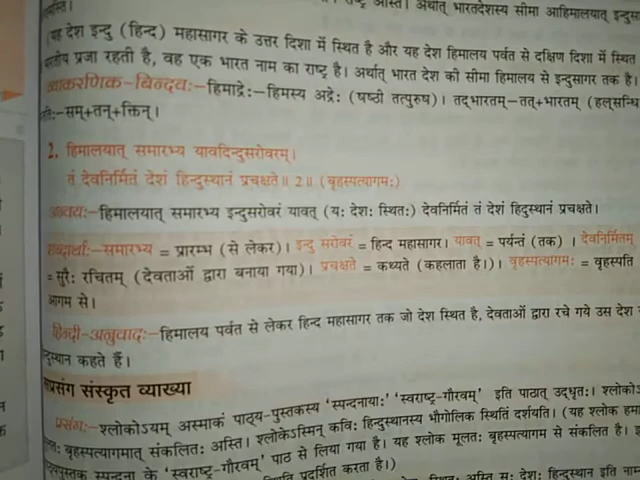 अर्थात् भारतदेशस्य सीमा आहिमालयात्
देश इन्दु (हिन्द) महासागर के उत्तर दिशा में स्थित है और यह देश हिमालय पर्वत से दक्षिण दिशा में स्थित
प्रजा रहती है, वह एक भारत नाम का राष्ट्र है। अर्थात् भारत देश की सीमा हिमालय से इन्दुसागर तक है।
व्याकरणिक-बिन्दवः–हिमाद्रेः–हिमस्य अद्रेः (षष्ठी तत्पुरुष)। तद्भारतम्–तत्+भारतम् (हल्सन्धि
सम्+तन्+क्तिन्।
2. हिमालयात् समारभ्य यावदिन्दुसरोवरम्।
तं देवनिर्मितं देशं हिन्दुस्थानं प्रचक्षते॥ 2॥ (बृहस्पत्यागमः)
अन्वयः–हिमालयात् समारभ्य इन्दुसरोवरं यावत् (यः देशः स्थितः) देवनिर्मितं तं देशं हिदुस्थानं प्रचक्षते।
शब्दार्थाः–समारभ्य = प्रारम्भ (से लेकर)। इन्दु सरोवर = हिन्द महासागर। यावत् = पर्यन्तं (तक) । देवनिर्मितम्
= सुरैः रचितम् (देवताओं द्वारा बनाया गया)। प्रचक्षते = कथ्यते (कहलाता है।)। वृहस्पत्यागमः = वृहस्पति
आगम से।
हिन्दी-अनुवादः–हिमालय पर्वत से लेकर हिन्द महासागर तक जो देश स्थित है, देवताओं द्वारा रचे गये उस देश
न्दुस्थान कहते हैं।
सप्रसंग संस्कृत व्याख्या
प्रसंगः–श्लोकोऽयम् अस्माकं पाठ्य-पुस्तकस्य 'स्पन्दनायाः' 'स्वराष्ट्र-गौरवम्' इति पाठात् उद्धृतः। श्लोको
बृहस्पत्यागमात् संकलितः अस्ति। श्लोकेऽस्मिन् कविः हिन्दुस्थानस्य भौगोलिक स्थितिं दर्शयति। (यह श्लोक
स्पन्दना के 'स्वराष्ट्र-गौरवम्' पाठ से लिया गया है। यह श्लोक मूलतः बृहस्पत्यागम से संकलित है।
प्रदर्शित करता है।)
अस्ति सः देशः हिन्दुस्थान इति